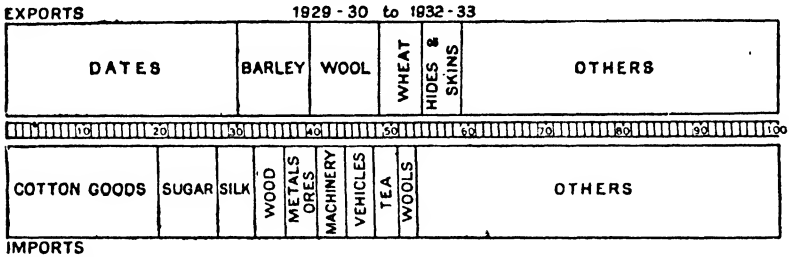 EXPORTS 1929-30 to 1932-33
DATES
BARLEY
WOOL
WHEAT
HIDES &
SKINS
OTHERS
10 20 30 40 50 60 70 80 90 100
COTTON GOODS
SUGAR
SILK
WOOD
METALS
ORES
MACHINERY
VEHICLES
TEA
WOOLS
OTHERS
IMPORTS